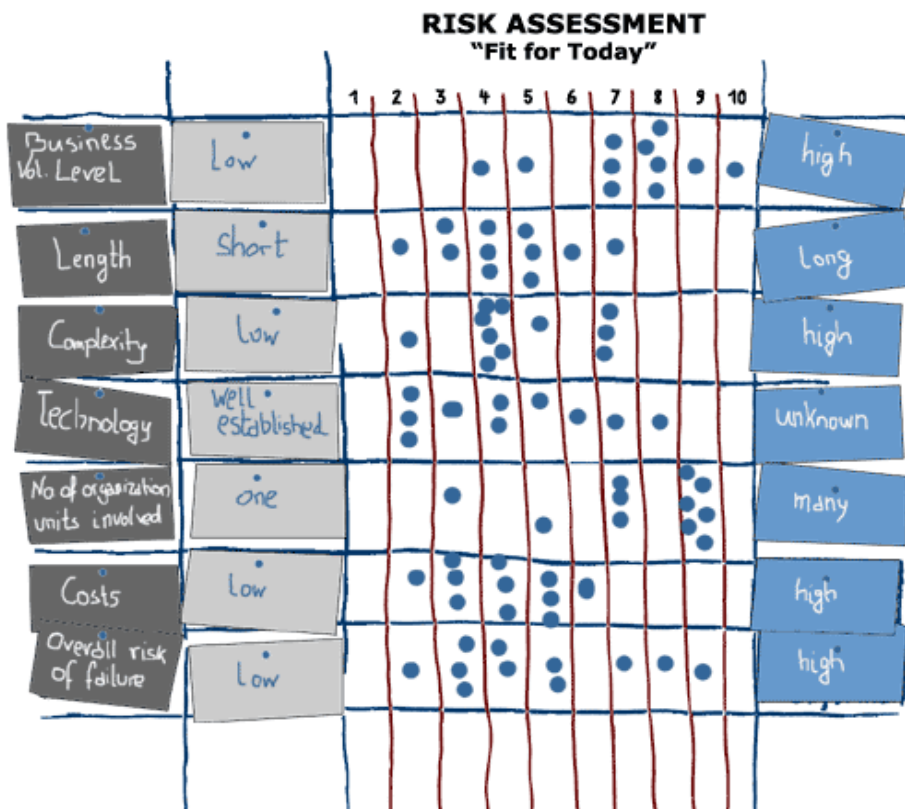 RISK ASSESSMENT
“Fit for Today”
1 2 3 4 5 6 7 8 9 10
Business
Vol. Level
Low
high
Length
Short
Long
Complexity
Low
high
Technology
Well
established
unknown
No of organization
units involved
one
many
Costs
Low
high
Overall risk
of failure
Low
high